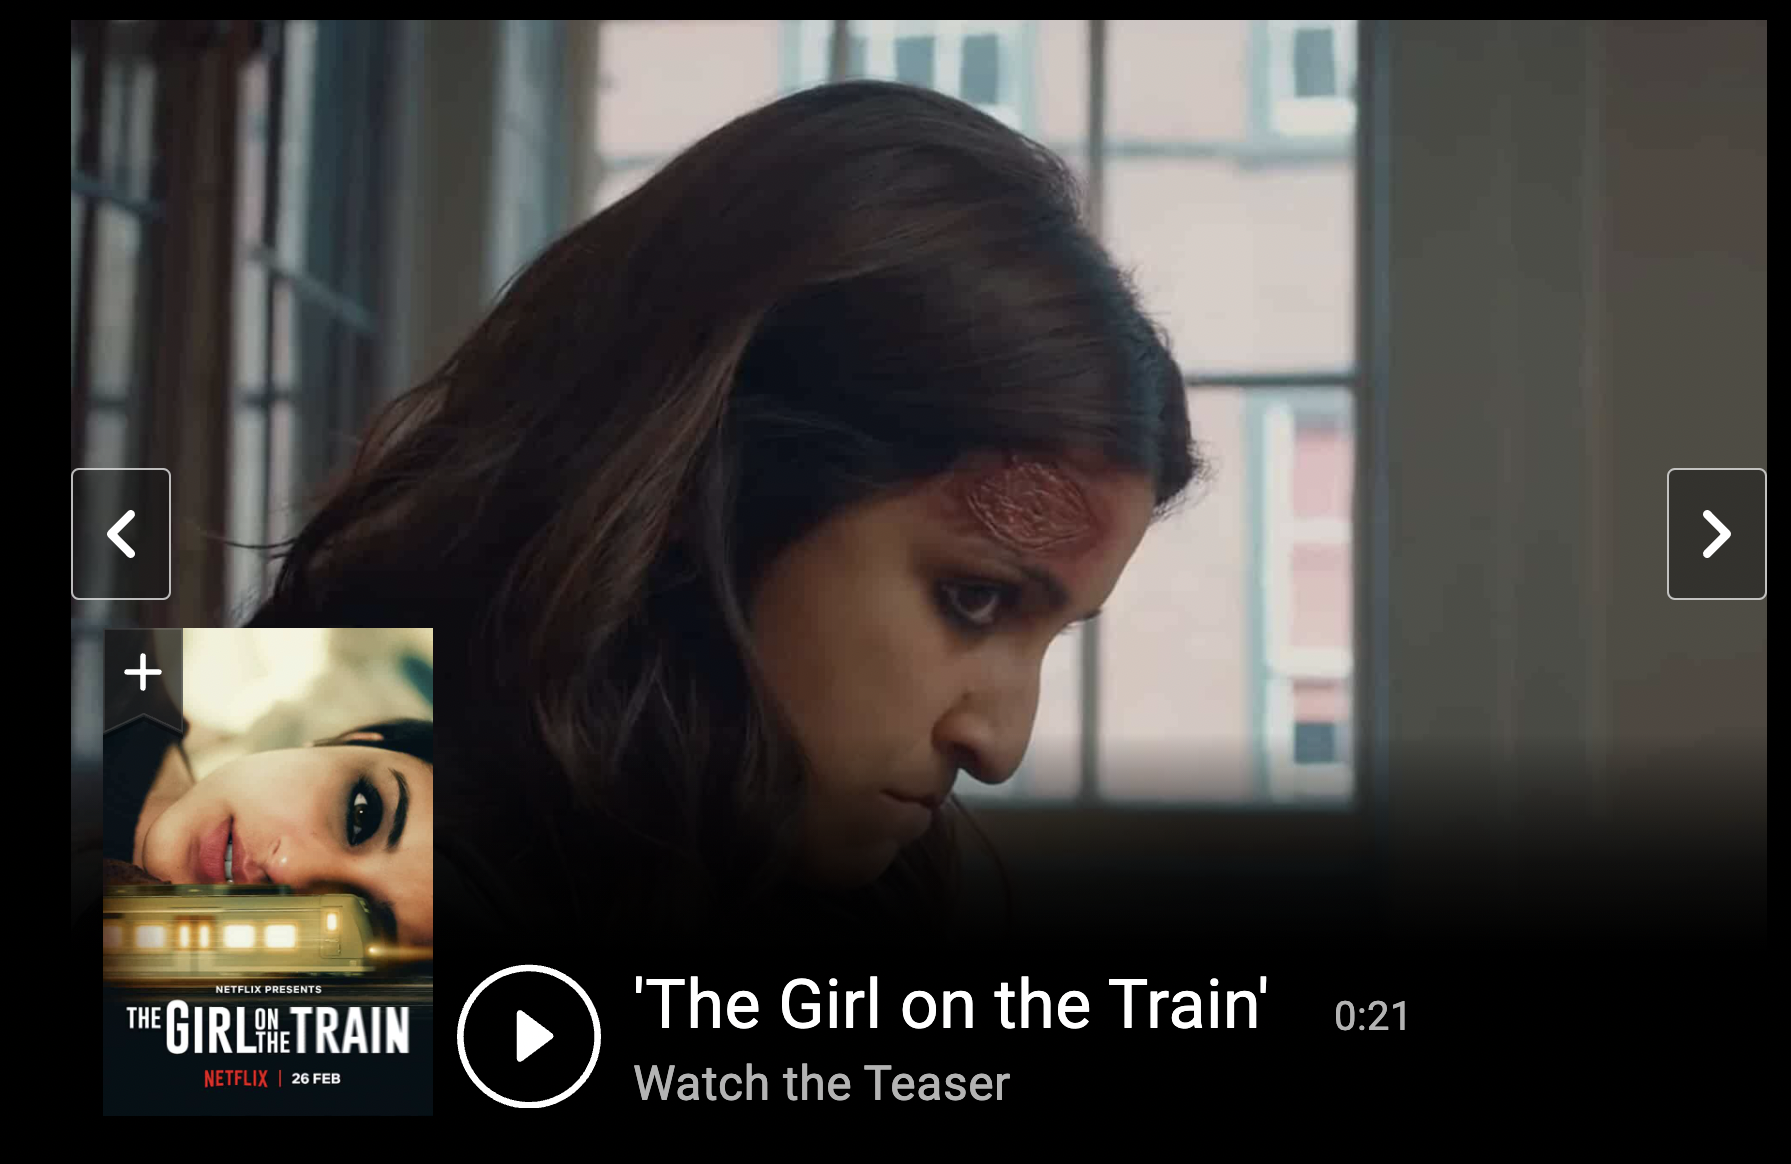 NETFLIX PRESENTS
THE GIRL ON THE TRAIN
NETFLIX | 26 FEB
'The Girl on the Train'
0:21
Watch the Teaser